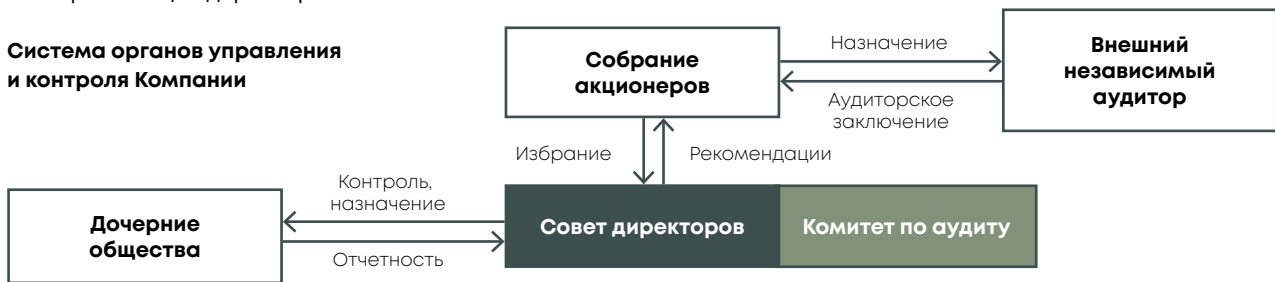 Система органов управления
и контроля Компании
Собрание
акционеров
Назначение
Аудиторское
заключение
Внешний
независимый
аудитор
Избрание
Рекомендации
Контроль,
назначение
Отчетность
Дочерние
общества
Совет директоров
Комитет по аудиту